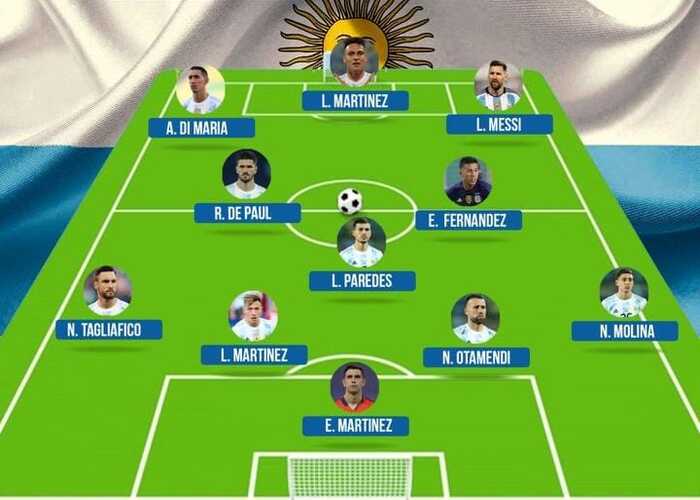 L. MARTINEZ
A. DI MARIA
L. MESSI
R. DE PAUL
E. FERNANDEZ
L. PAREDES
N. TAGLIAFICO
L. MARTINEZ
N. OTAMENDI
N. MOLINA
E. MARTINEZ